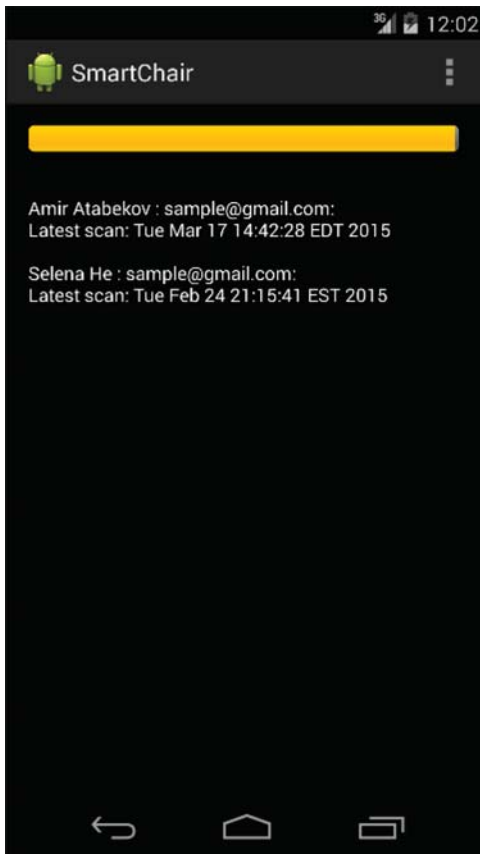 3G 12:02
SmartChair
Amir Atabekov : sample@gmail.com:
Latest scan: Tue Mar 17 14:42:28 EDT 2015
Selena He : sample@gmail.com:
Latest scan: Tue Feb 24 21:15:41 EST 2015